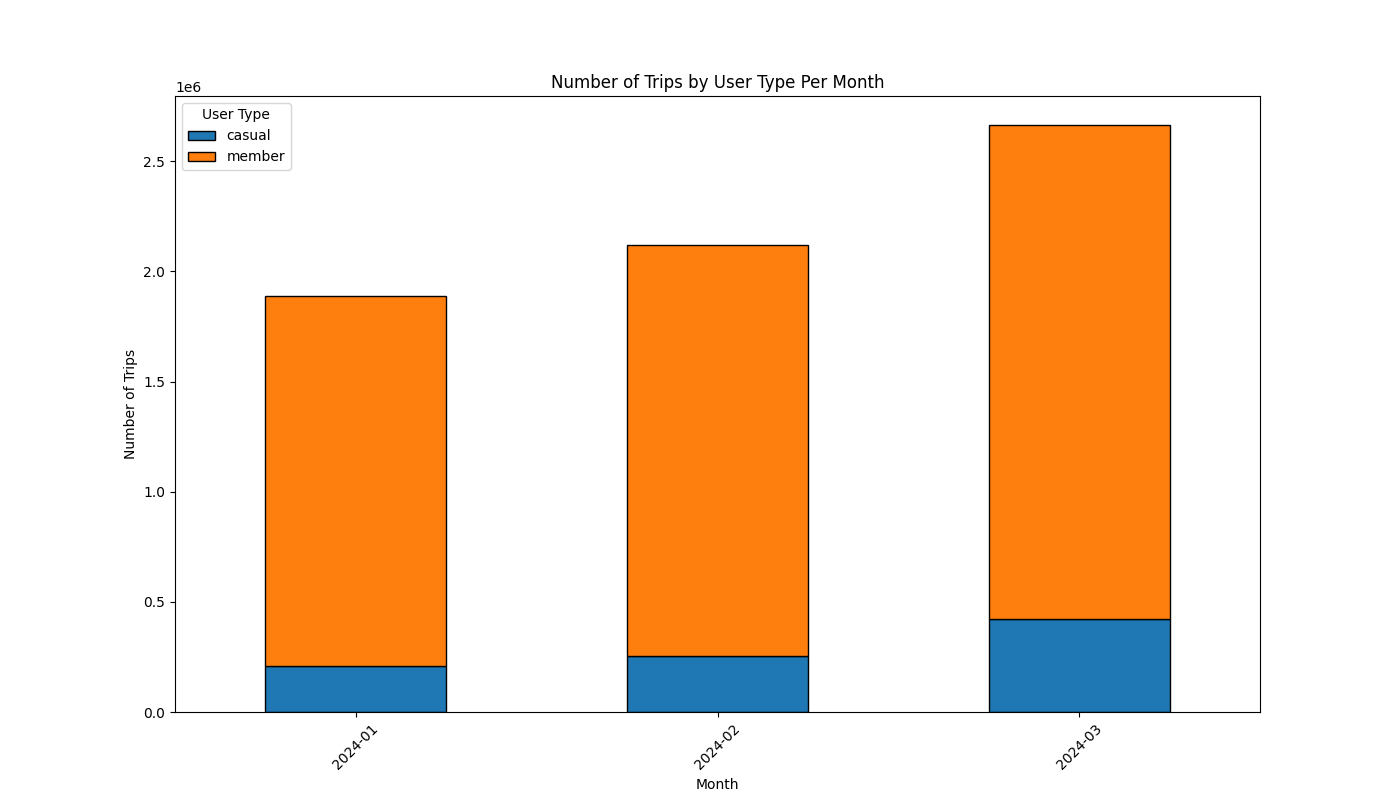 Number of Trips by User Type Per Month
1e6
User Type
casual
member
2.5
2.0
1.5
1.0
0.5
0.0
Number of Trips
2024-01
2024-02
2024-03
Month